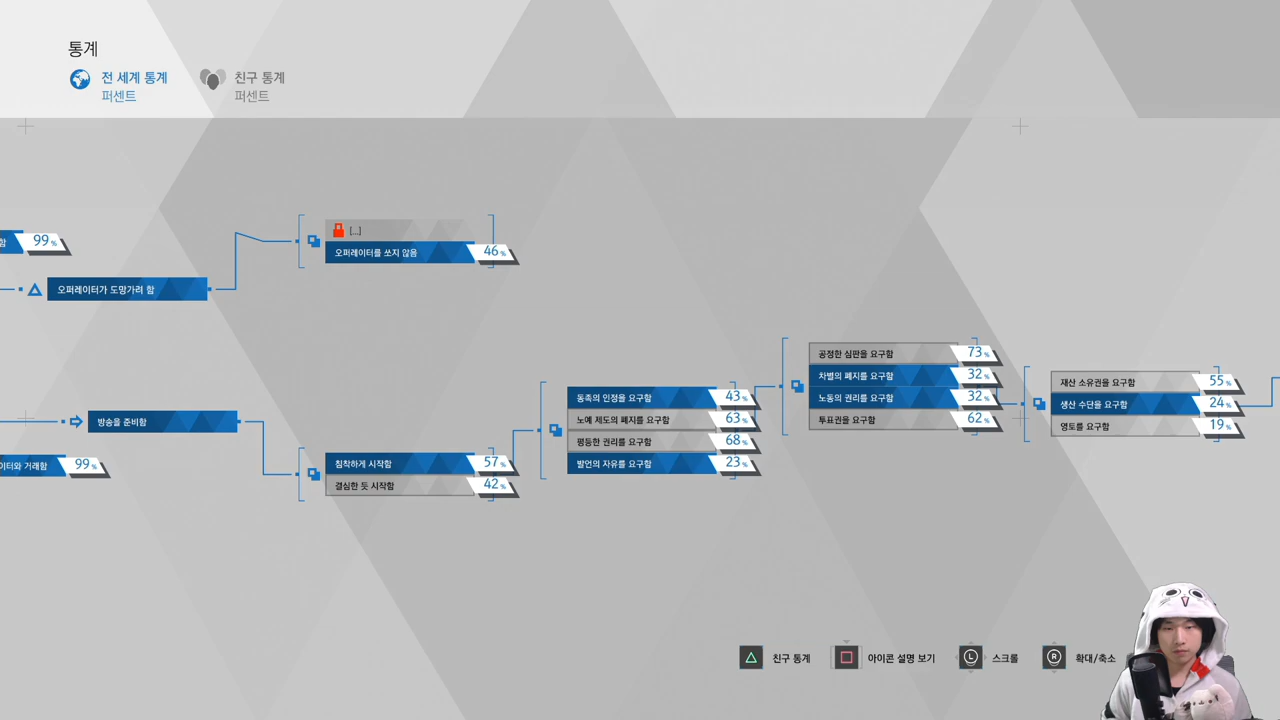 통계
전 세계 통계
퍼센트
친구 통계
퍼센트
함 99%
오퍼레이터가 도망가려 함
[...]
오퍼레이터를 쓰지 않음 46%
방송을 준비함
이터와 거래함 99%
침착하게 시작함 57%
결심한 듯 시작함 42%
동족의 인정을 요구함 43%
노예 제도의 폐지를 요구함 63%
평등한 권리를 요구함 68%
발언의 자유를 요구함 23%
공정한 심판을 요구함 73%
차별의 폐지를 요구함 32%
노동의 권리를 요구함 32%
투표권을 요구함 62%
재산 소유권을 요구함 55%
생산 수단을 요구함 24%
영토를 요구함 19%
친구 통계
아이콘 설명 보기
L 스크롤
R 확대/축소